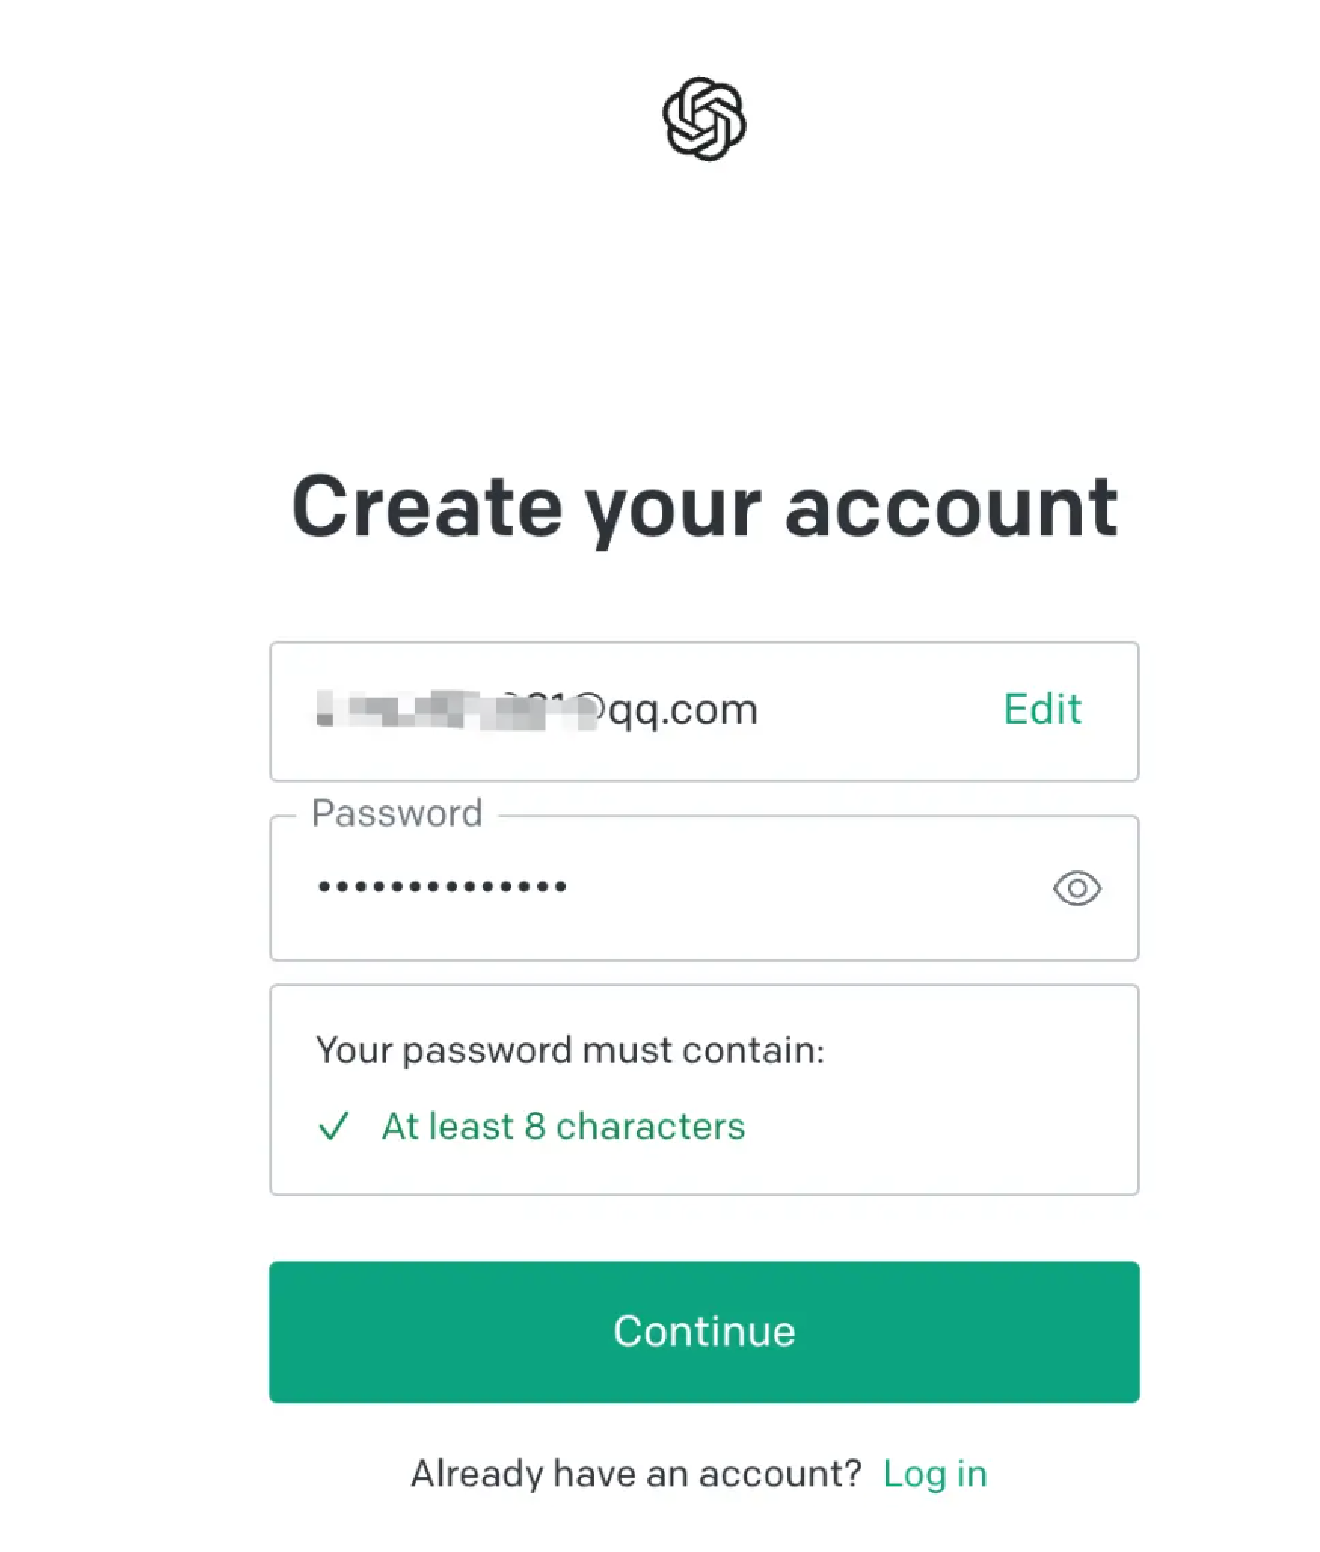 Create your account
@qq.com Edit
Password
••••••••••••••
Your password must contain:
✓ At least 8 characters
Continue
Already have an account? Log in